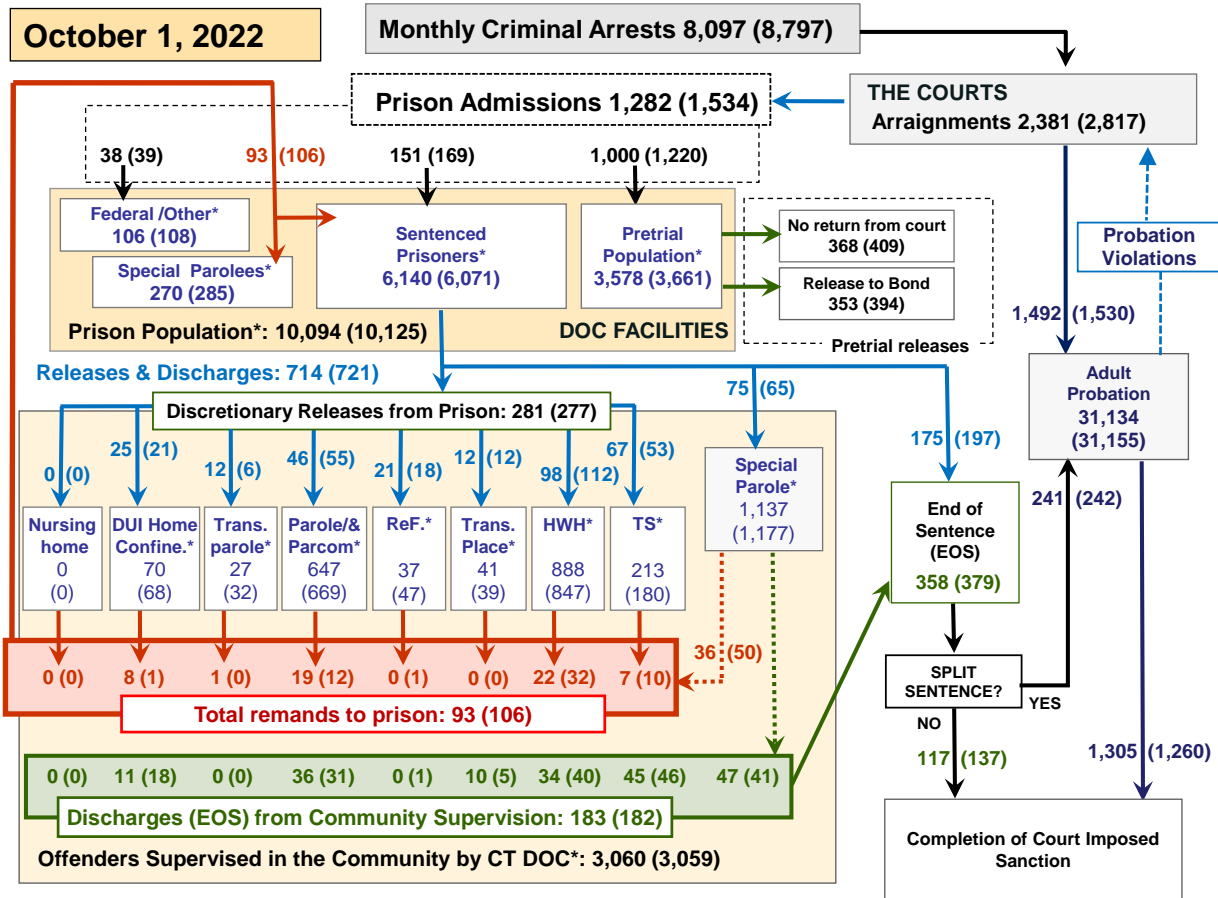 October 1, 2022
Monthly Criminal Arrests 8,097 (8,797)
THE COURTS
Arraignments 2,381 (2,817)
Prison Admissions 1,282 (1,534)
38 (39)
93 (106)
151 (169)
1,000 (1,220)
Federal /Other*
106 (108)
Special Parolees*
270 (285)
Sentenced
Prisoners*
6,140 (6,071)
Pretrial
Population*
3,578 (3,661)
No return from court
368 (409)
Release to Bond
353 (394)
Pretrial releases
Probation
Violations
Prison Population*: 10,094 (10,125)
DOC FACILITIES
1,492 (1,530)
Releases & Discharges: 714 (721)
75 (65)
Adult
Probation
31,134
(31,155)
Discretionary Releases from Prison: 281 (277)
175 (197)
0 (0)
25 (21)
12 (6)
46 (55)
21 (18)
12 (12)
98 (112)
67 (53)
Special
Parole*
1,137
(1,177)
241 (242)
Nursing
home
0
(0)
DUI Home
Confine.*
70
(68)
Trans.
parole*
27
(32)
Parole/&
Parcom*
647
(669)
ReF.*
37
(47)
Trans.
Place*
41
(39)
HWH*
888
(847)
TS*
213
(180)
End of
Sentence
(EOS)
358 (379)
36 (50)
0 (0)
8 (1)
1 (0)
19 (12)
0 (1)
0 (0)
22 (32)
7 (10)
Total remands to prison: 93 (106)
SPLIT
SENTENCE?
YES
NO
117 (137)
1,305 (1,260)
0 (0)
11 (18)
0 (0)
36 (31)
0 (1)
10 (5)
34 (40)
45 (46)
47 (41)
Discharges (EOS) from Community Supervision: 183 (182)
Offenders Supervised in the Community by CT DOC*: 3,060 (3,059)
Completion of Court Imposed
Sanction